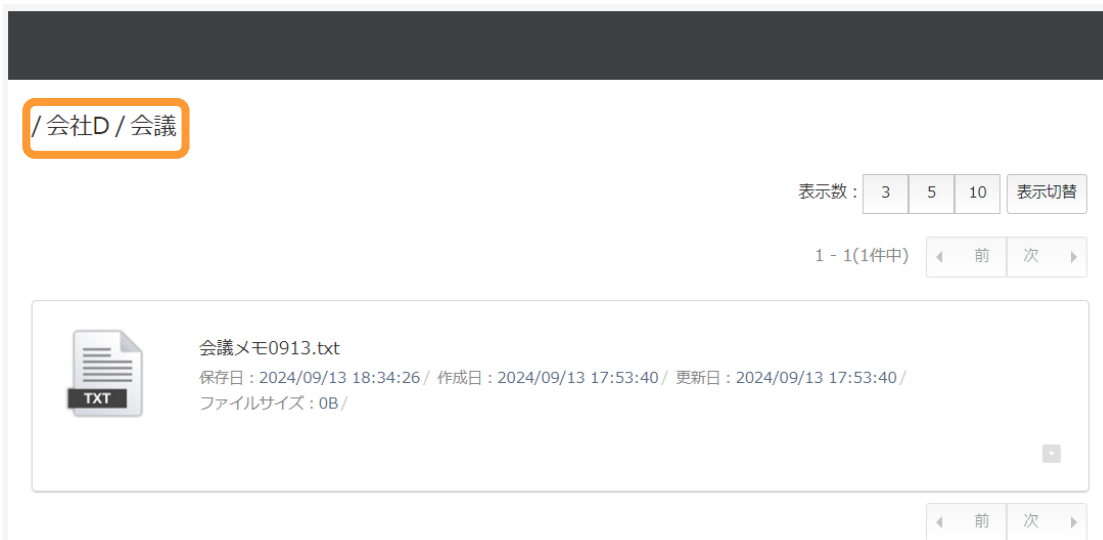 / 会社D / 会議
表示数 : 3 5 10 表示切替
1 - 1(1件中) 前 次
会議メモ0913.txt
保存日 : 2024/09/13 18:34:26 / 作成日 : 2024/09/13 17:53:40 / 更新日 : 2024/09/13 17:53:40 /
TXT
ファイルサイズ : 0B /
前 次